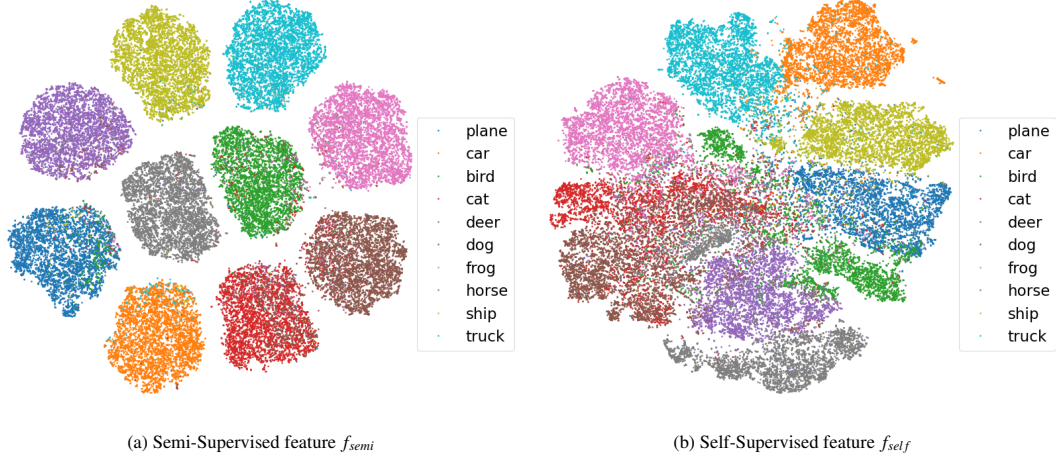 plane
car
bird
cat
deer
dog
frog
horse
ship
truck
(a) Semi-Supervised feature f_semi
plane
car
bird
cat
deer
dog
frog
horse
ship
truck
(b) Self-Supervised feature f_self